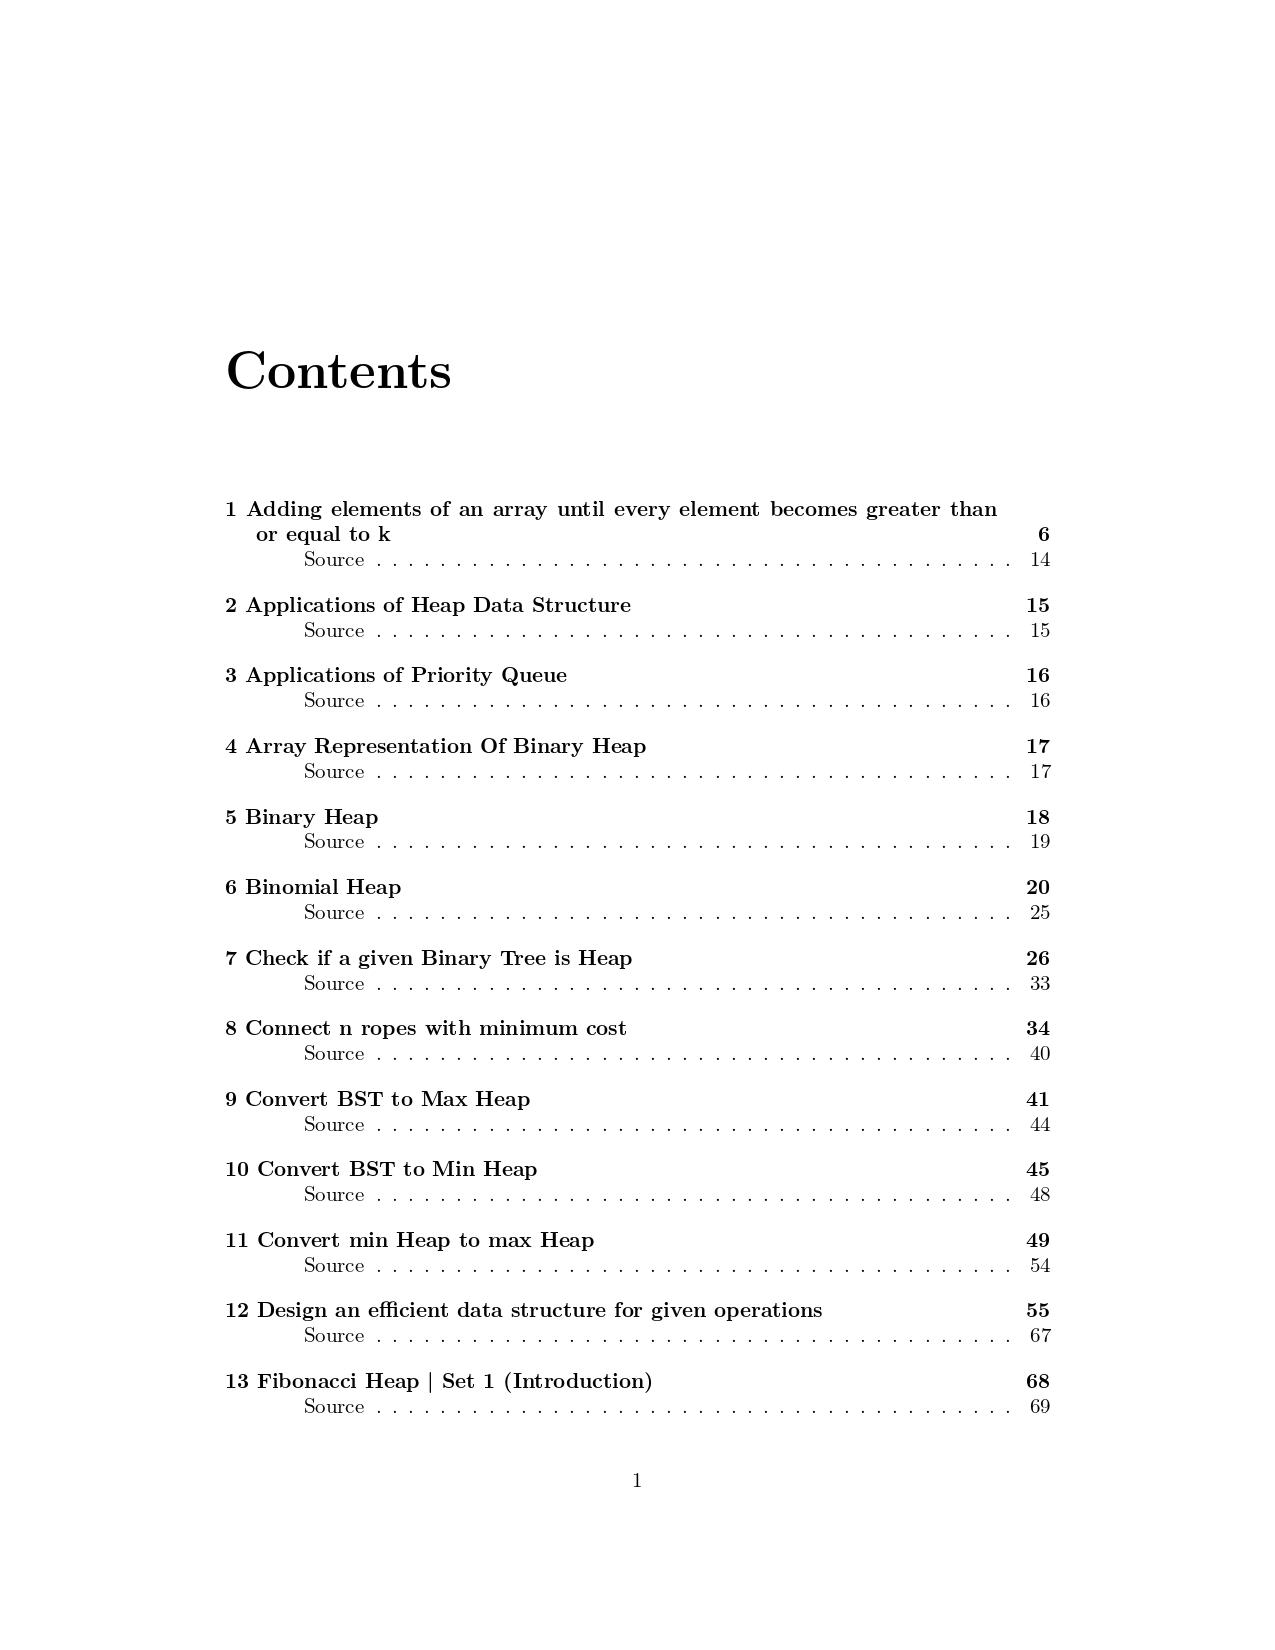 Contents
1 Adding elements of an array until every element becomes greater than
or equal to k 6
Source . . . . . . . . . . . . . . . . . . . . . . . . . . . . . . . . . . . . . . . . 14
2 Applications of Heap Data Structure 15
Source . . . . . . . . . . . . . . . . . . . . . . . . . . . . . . . . . . . . . . . . 15
3 Applications of Priority Queue 16
Source . . . . . . . . . . . . . . . . . . . . . . . . . . . . . . . . . . . . . . . . 16
4 Array Representation Of Binary Heap 17
Source . . . . . . . . . . . . . . . . . . . . . . . . . . . . . . . . . . . . . . . . 17
5 Binary Heap 18
Source . . . . . . . . . . . . . . . . . . . . . . . . . . . . . . . . . . . . . . . . 19
6 Binomial Heap 20
Source . . . . . . . . . . . . . . . . . . . . . . . . . . . . . . . . . . . . . . . . 25
7 Check if a given Binary Tree is Heap 26
Source . . . . . . . . . . . . . . . . . . . . . . . . . . . . . . . . . . . . . . . . 33
8 Connect n ropes with minimum cost 34
Source . . . . . . . . . . . . . . . . . . . . . . . . . . . . . . . . . . . . . . . . 40
9 Convert BST to Max Heap 41
Source . . . . . . . . . . . . . . . . . . . . . . . . . . . . . . . . . . . . . . . . 44
10 Convert BST to Min Heap 45
Source . . . . . . . . . . . . . . . . . . . . . . . . . . . . . . . . . . . . . . . . 48
11 Convert min Heap to max Heap 49
Source . . . . . . . . . . . . . . . . . . . . . . . . . . . . . . . . . . . . . . . . 54
12 Design an efficient data structure for given operations 55
Source . . . . . . . . . . . . . . . . . . . . . . . . . . . . . . . . . . . . . . . . 67
13 Fibonacci Heap | Set 1 (Introduction) 68
Source . . . . . . . . . . . . . . . . . . . . . . . . . . . . . . . . . . . . . . . . 69
1